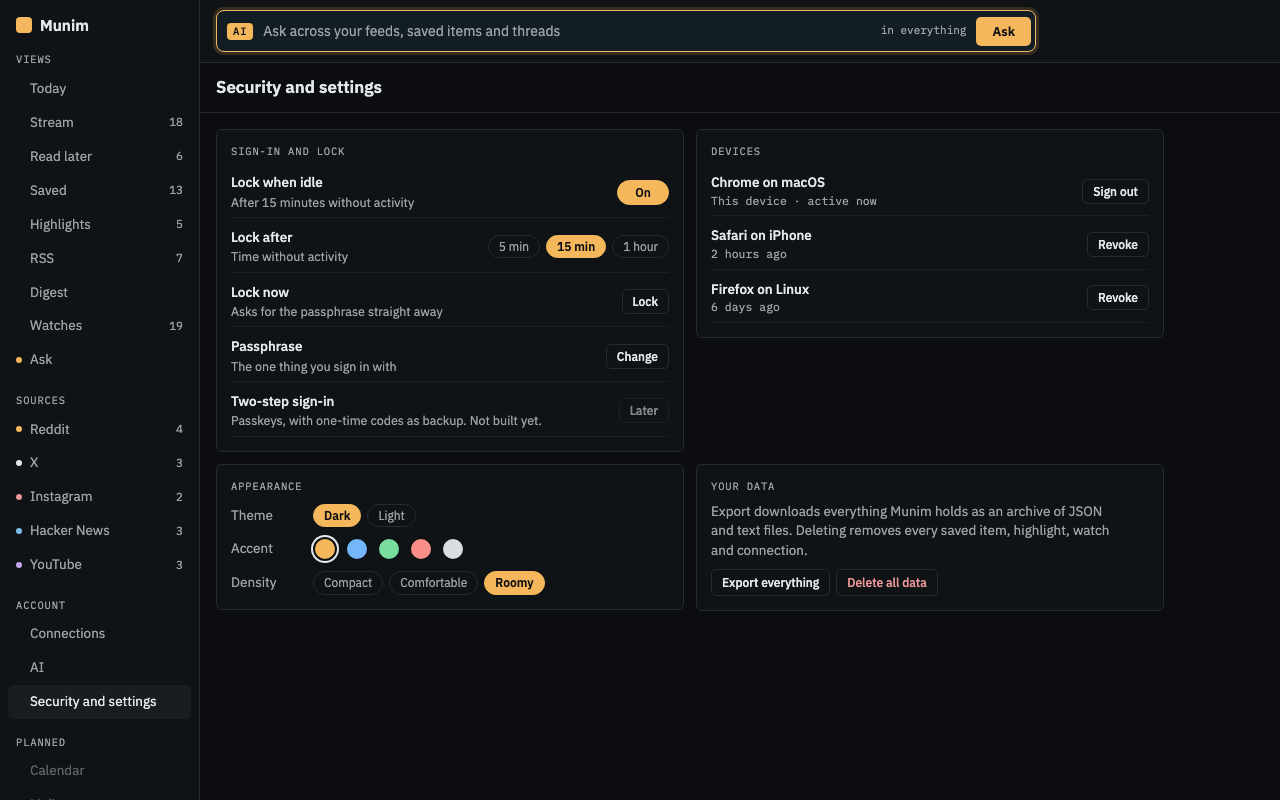 Munim
VIEWS
Today
Stream 18
Read later 6
Saved 13
Highlights 5
RSS 7
Digest
Watches 19
Ask
SOURCES
Reddit 4
X 3
Instagram 2
Hacker News 3
YouTube 3
ACCOUNT
Connections
AI
Security and settings
PLANNED
Calendar
AI Ask across your feeds, saved items and threads in everything Ask
Security and settings
SIGN-IN AND LOCK
Lock when idle
After 15 minutes without activity
On
Lock after
Time without activity
5 min 15 min 1 hour
Lock now
Asks for the passphrase straight away
Lock
Passphrase
The one thing you sign in with
Change
Two-step sign-in
Passkeys, with one-time codes as backup. Not built yet.
Later
DEVICES
Chrome on macOS
This device · active now
Sign out
Safari on iPhone
2 hours ago
Revoke
Firefox on Linux
6 days ago
Revoke
APPEARANCE
Theme Dark Light
Accent
Density Compact Comfortable Roomy
YOUR DATA
Export downloads everything Munim holds as an archive of JSON
and text files. Deleting removes every saved item, highlight, watch
and connection.
Export everything Delete all data